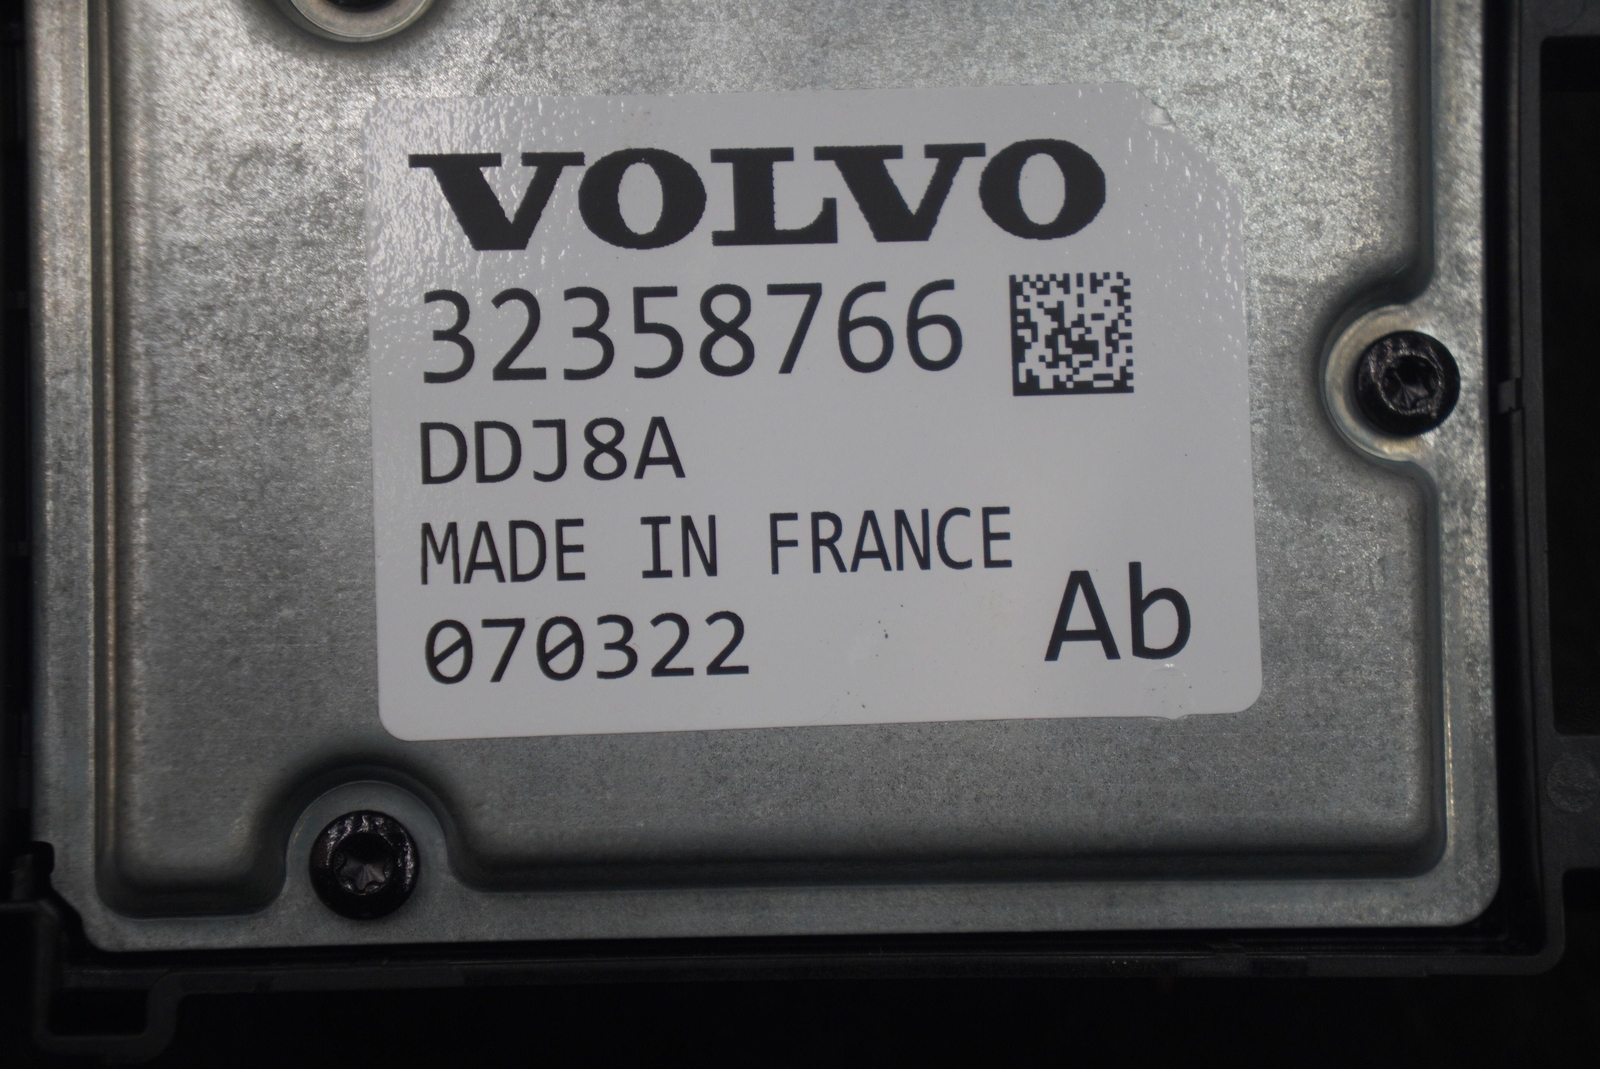 VOLVO
32358766
DDJ8A
MADE IN FRANCE
070322
Ab